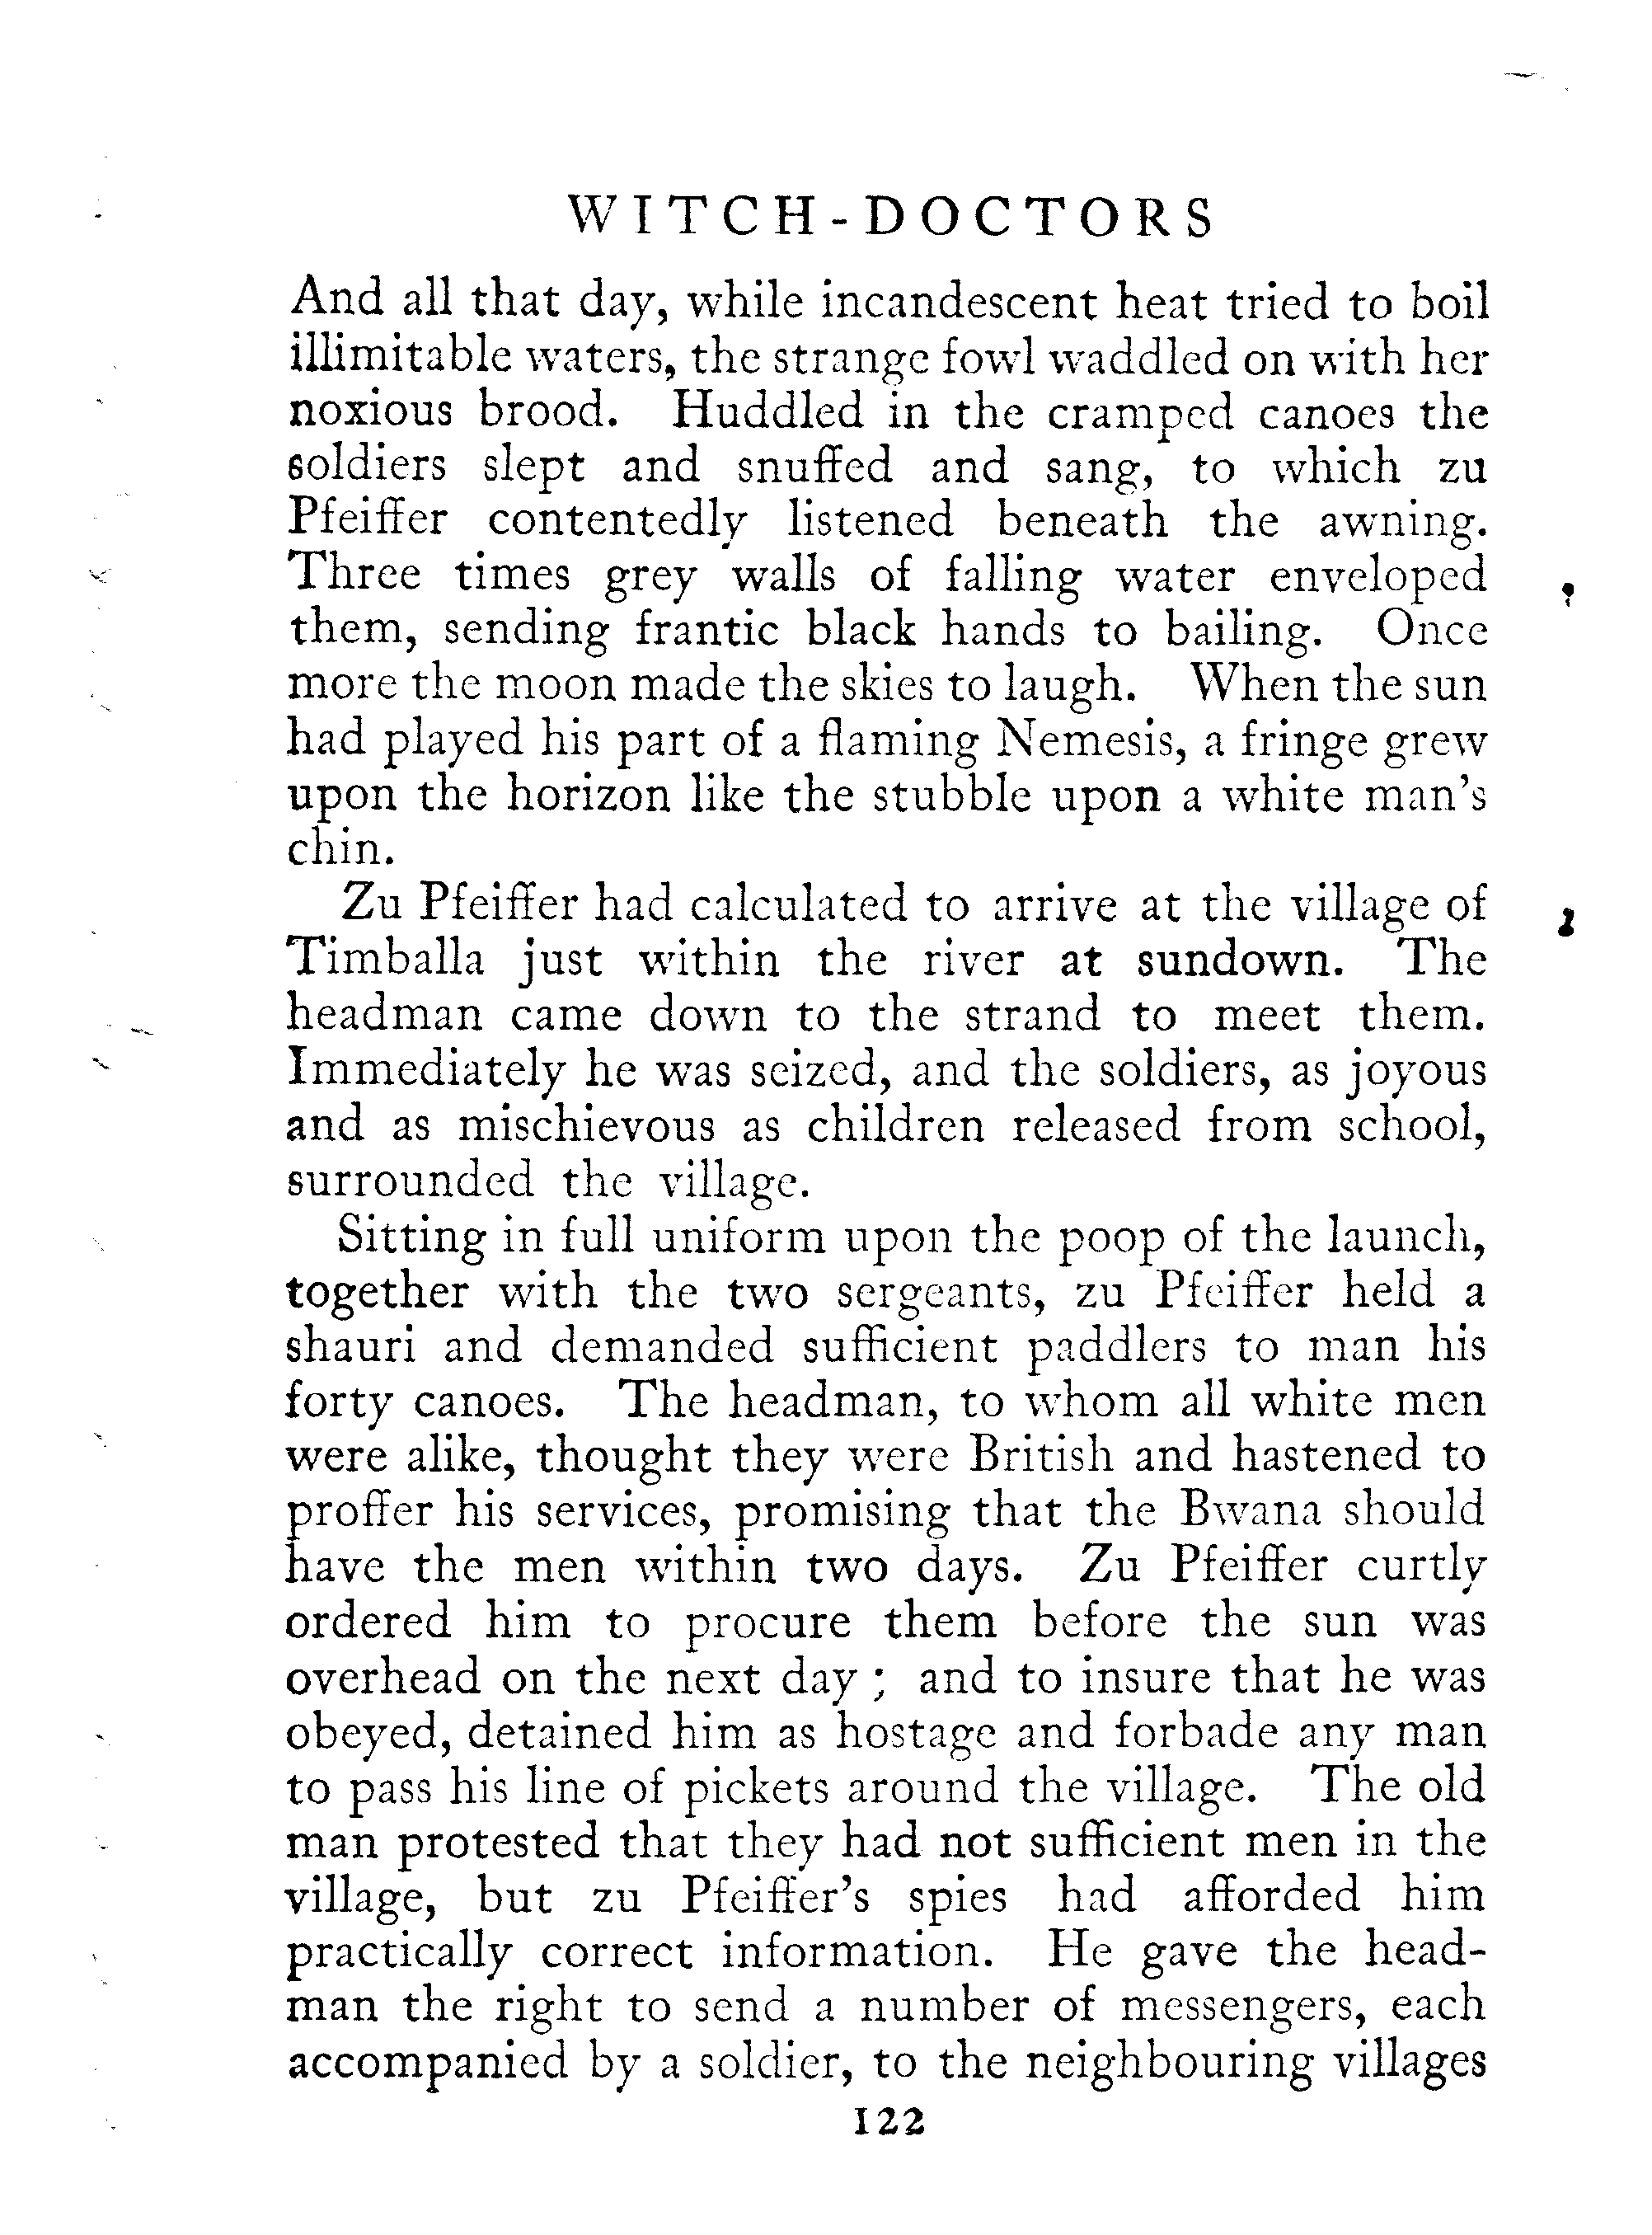 WITCH-DOCTORS
And all that day, while incandescent heat tried to boil
illimitable waters, the strange fowl waddled on with her
noxious brood. Huddled in the cramped canoes the
soldiers slept and snuffed and sang, to which zu
Pfeiffer contentedly listened beneath the awning.
Three times grey walls of falling water enveloped
them, sending frantic black hands to bailing. Once
more the moon made the skies to laugh. When the sun
had played his part of a flaming Nemesis, a fringe grew
upon the horizon like the stubble upon a white man's
chin.
Zu Pfeiffer had calculated to arrive at the village of
Timballa just within the river at sundown. The
headman came down to the strand to meet them.
Immediately he was seized, and the soldiers, as joyous
and as mischievous as children released from school,
surrounded the village.
Sitting in full uniform upon the poop of the launch,
together with the two sergeants, zu Pfeiffer held a
shauri and demanded sufficient paddlers to man his
forty canoes. The headman, to whom all white men
were alike, thought they were British and hastened to
proffer his services, promising that the Bwana should
have the men within two days. Zu Pfeiffer curtly
ordered him to procure them before the sun was
overhead on the next day ; and to insure that he was
obeyed, detained him as hostage and forbade any man
to pass his line of pickets around the village. The old
man protested that they had not sufficient men in the
village, but zu Pfeiffer's spies had afforded him
practically correct information. He gave the head-
man the right to send a number of messengers, each
accompanied by a soldier, to the neighbouring villages
122